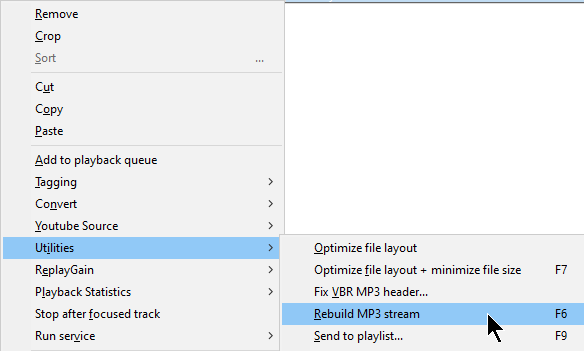 Remove
Crop
Sort ...
Cut
Copy
Paste
Add to playback queue
Tagging
Convert
Youtube Source
Utilities
ReplayGain
Playback Statistics
Stop after focused track
Run service
Optimize file layout
Optimize file layout + minimize file size F7
Fix VBR MP3 header...
Rebuild MP3 stream F6
Send to playlist... F9